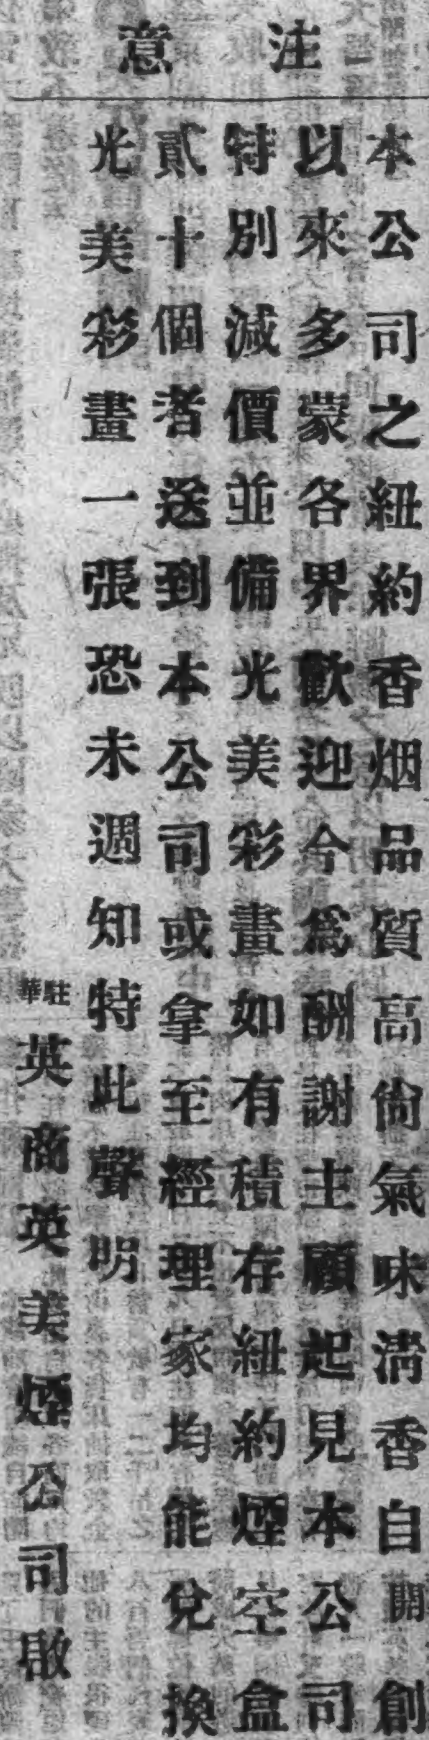 注意
本公司之紐約香烟品質高尙氣味淸香自開創
以來多蒙各界歡迎今爲酬謝主顧起見本公司
特別減價並備光美彩畫如有積存紐約煙空盒
貳十個者送到本公司或拿至經理家均能兌換
光美彩畫一張恐未週知特此聲明
駐華英商英美煙公司啟